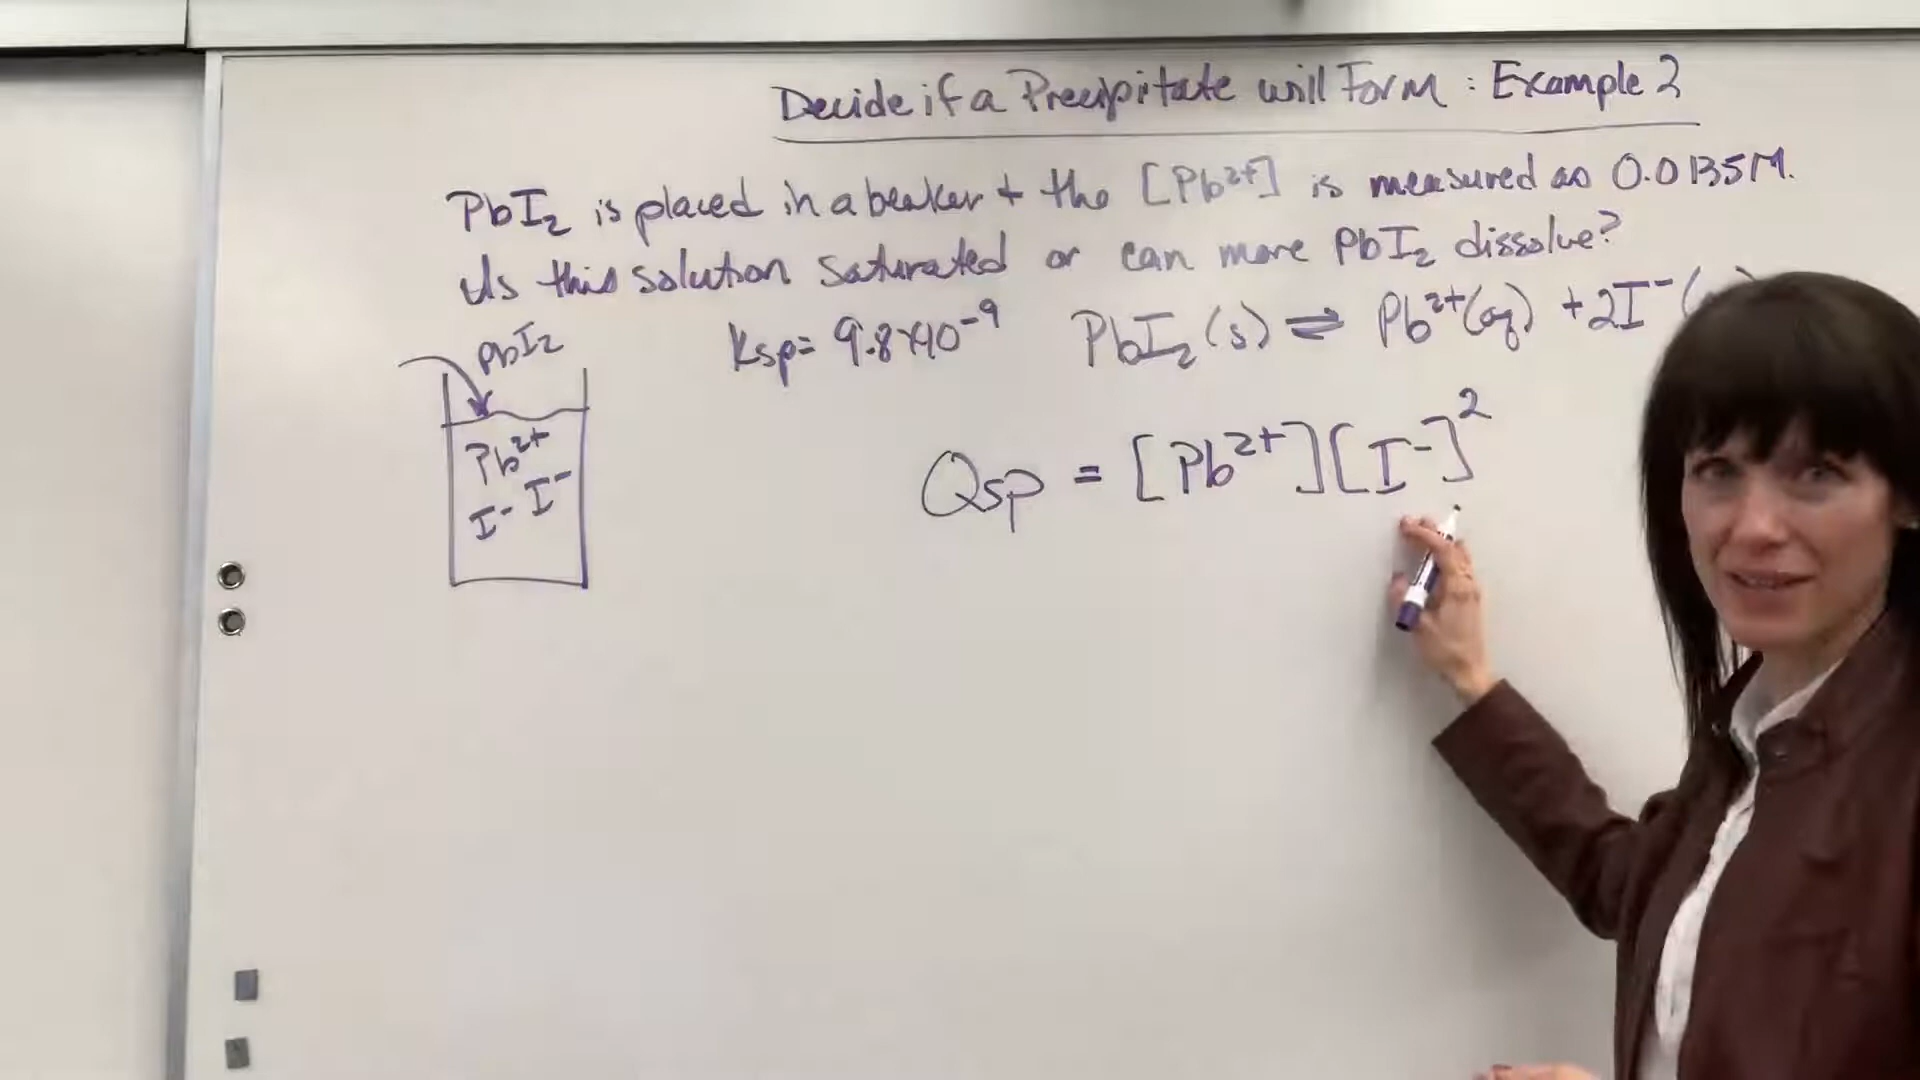 Decide if a Precipitate will Form : Example 2
PbI₂ is placed in a beaker + the [Pb²⁺] is measured as 0.0135M.
Is this solution saturated or can more PbI₂ dissolve?
PbI₂
Ksp= 9.8x10⁻⁹ PbI₂(s) ⇌ Pb²⁺(aq) +2I⁻(
Pb²⁺
I⁻ I⁻
Qsp = [Pb²⁺][I⁻]²